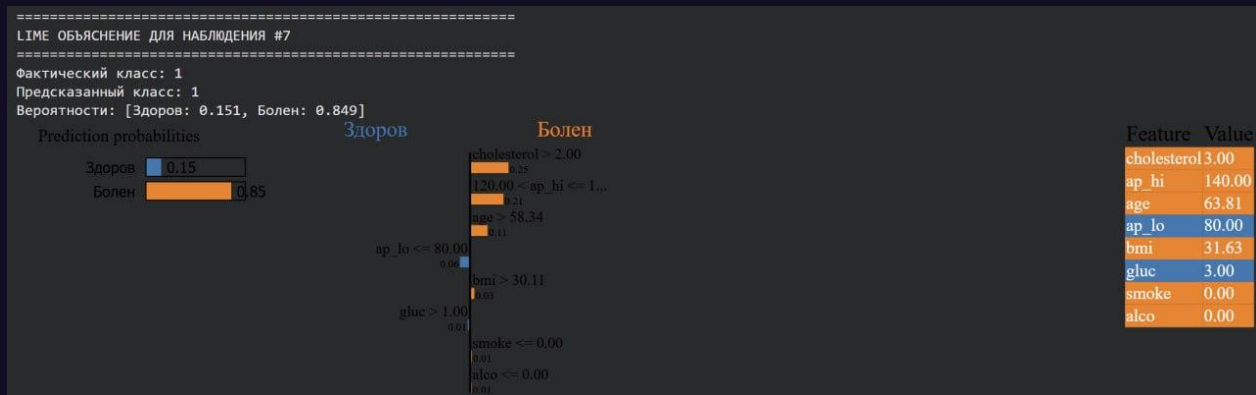 ============================================================
LIME ОБЪЯСНЕНИЕ ДЛЯ НАБЛЮДЕНИЯ #7
============================================================
Фактический класс: 1
Предсказанный класс: 1
Вероятности: [Здоров: 0.151, Болен: 0.849]
Prediction probabilities
Здоров 0.15
Болен 0.85
Здоров Болен
cholesterol > 2.00
0.25
120.00 < ap_hi <= 1...
0.21
age > 58.34
0.11
ap_lo <= 80.00
0.06
bmi > 30.11
0.03
gluc > 1.00
0.01
smoke <= 0.00
0.01
alco <= 0.00
0.01
Feature Value
cholesterol 3.00
ap_hi 140.00
age 63.81
ap_lo 80.00
bmi 31.63
gluc 3.00
smoke 0.00
alco 0.00